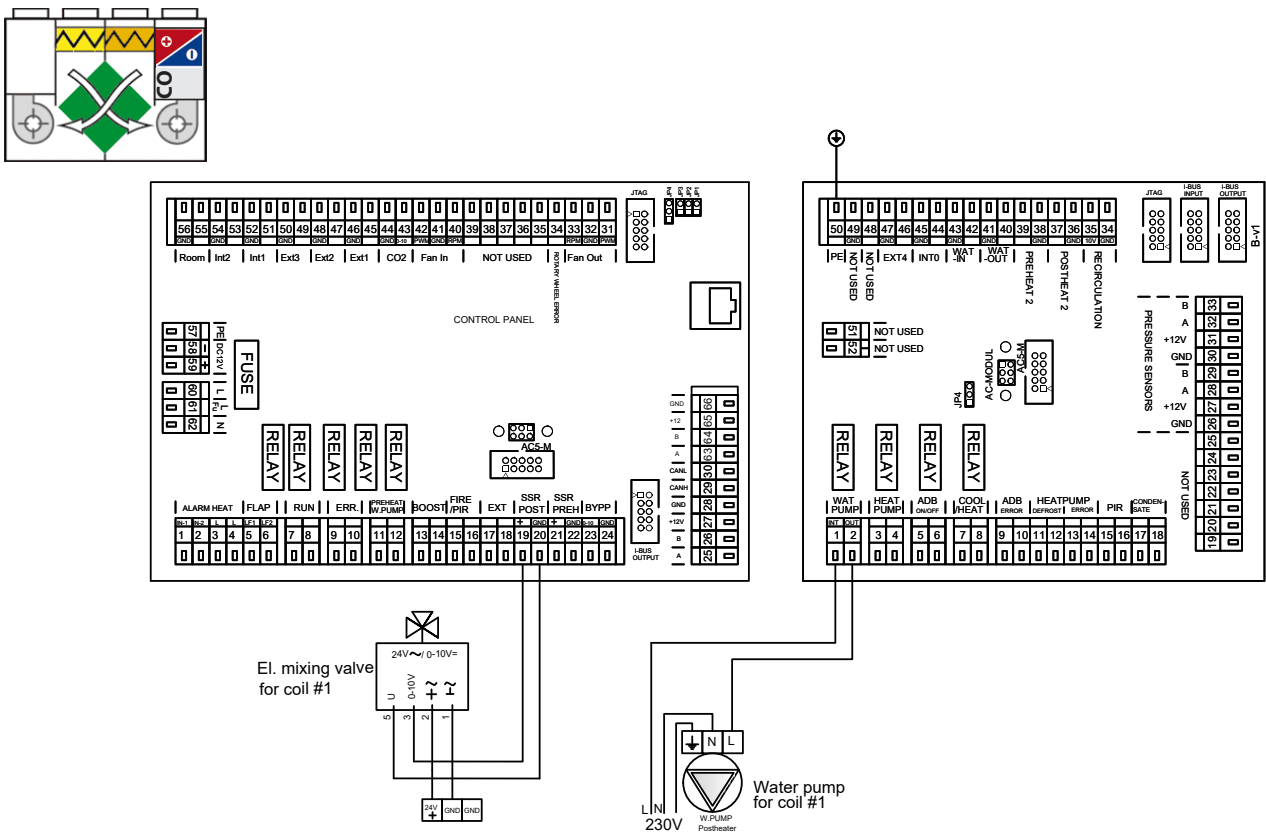 CO
JTAG
JP4
JP3
JP2
JP1
56 55 54 53 52 51 50 49 48 47 46 45 44 43 42 41 40 39 38 37 36 35 34 33 32 31
GND GND GND GND GND GND GND 0-10 PWM GND RPM RPM GND PWM
Room Int2 Int1 Ext3 Ext2 Ext1 CO2 Fan In NOT USED ROTARY WHEEL ERROR Fan Out
CONTROL PANEL
57 PE
58 − DC12V
59 +
60 L
61 Fu L
62 N
FUSE
RELAY RELAY RELAY RELAY RELAY
AC5-M
GND 66
+12 65
B 64
A 63
CANL 30
CANH 29
GND 28
+12V 27
B 26
A 25
I-BUS
OUTPUT
ALARM HEAT FLAP RUN ERR. PREHEAT W.PUMP BOOST FIRE /PIR EXT SSR POST SSR PREH BYPP
IN-1 IN-2 L L LF1 LF2 + GND + GND 0-10 GND
1 2 3 4 5 6 7 8 9 10 11 12 13 14 15 16 17 18 19 20 21 22 23 24
50 49 48 47 46 45 44 43 42 41 40 39 38 37 36 35 34
GND GND GND GND GND GND GND 10V GND
PE NOT USED NOT USED EXT4 INT0 WAT -IN WAT -OUT PREHEAT 2 POSTHEAT 2 RECIRCULATION
JTAG
I-BUS
INPUT
I-BUS
OUTPUT
B-v1
51 NOT USED
52 NOT USED
AC-MODUL
AC5-M
JP4
PRESSURE SENSORS
B 33
A 32
+12V 31
GND 30
B 29
A 28
+12V 27
GND 26
NOT USED
25
24
23
22
21
20
19
RELAY RELAY RELAY RELAY
WAT PUMP HEAT PUMP ADB ON/OFF COOL /HEAT ADB ERROR HEATPUMP DEFROST ERROR PIR CONDEN- SATE
INT OUT
1 2 3 4 5 6 7 8 9 10 11 12 13 14 15 16 17 18
El. mixing valve
for coil #1
24V~/ 0-10V=
U 0-10V ~ + ~ ⊥
5 3 2 1
24V + GND GND
L N
230V
N L
W.PUMP
Postheater
Water pump
for coil #1